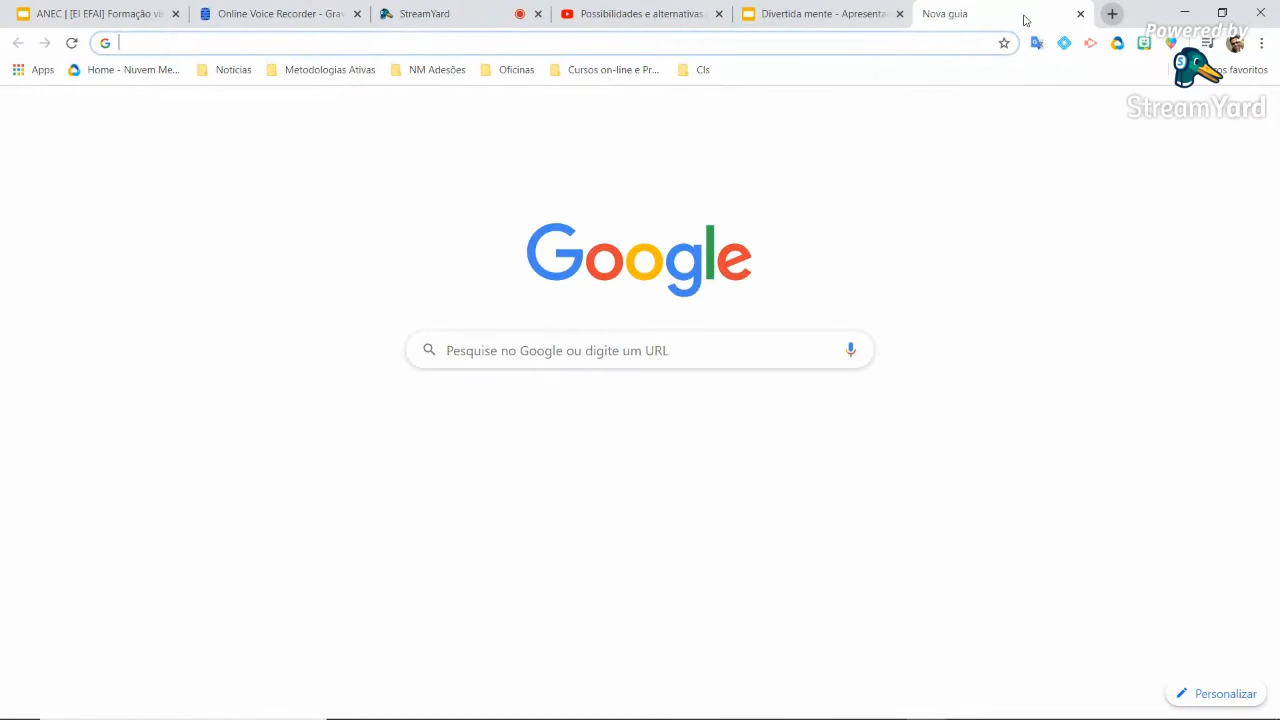 ANEC | [EI EFAI] Formação vi
Online Voice Recorder - Grav
StreamYard
Possibilidades e alternativas
Divertida mente - Apresenta
Nova guia
Powered by
StreamYard
Apps
Home - Nuvem Me...
Noticias
Metodologias Ativas
NM Adesões
Oficinas
Cursos on-line e Pr...
CIs
os favoritos
Google
Pesquise no Google ou digite um URL
Personalizar